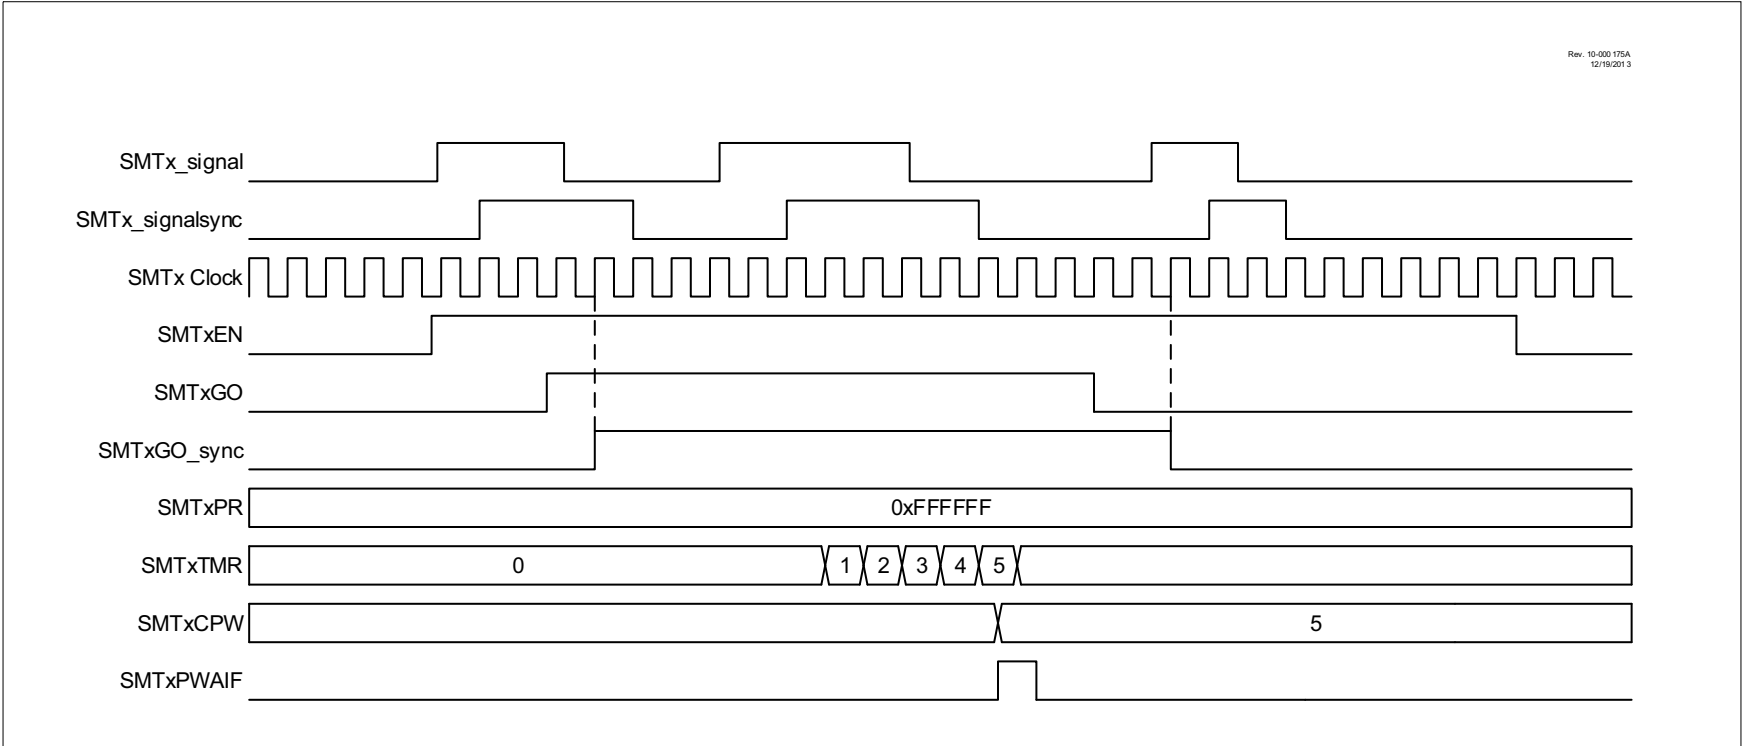 Rev. 10-000 175A
12/19/201 3
SMTx_signal
SMTx_signalsync
SMTx Clock
SMTxEN
SMTxGO
SMTxGO_sync
SMTxPR 0xFFFFFF
SMTxTMR 0 1 2 3 4 5
SMTxCPW 5
SMTxPWAIF